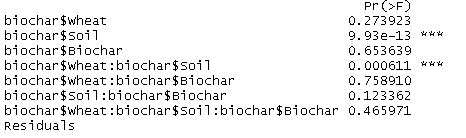 Pr(>F)
biochar$Wheat 0.273923
biochar$Soil 9.93e-13 ***
biochar$Biochar 0.653639
biochar$Wheat:biochar$Soil 0.000611 ***
biochar$Wheat:biochar$Biochar 0.758910
biochar$Soil:biochar$Biochar 0.123362
biochar$Wheat:biochar$Soil:biochar$Biochar 0.465971
Residuals